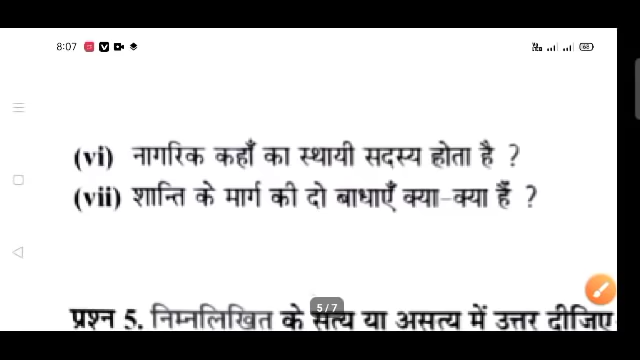 8:07
(vi) नागरिक कहाँ का स्थायी सदस्य होता है ?
(vii) शान्ति के मार्ग की दो बाधाएँ क्या-क्या हैं ?
5/7
प्रश्न 5. निम्नलिखित के सत्य या असत्य में उत्तर दीजिए